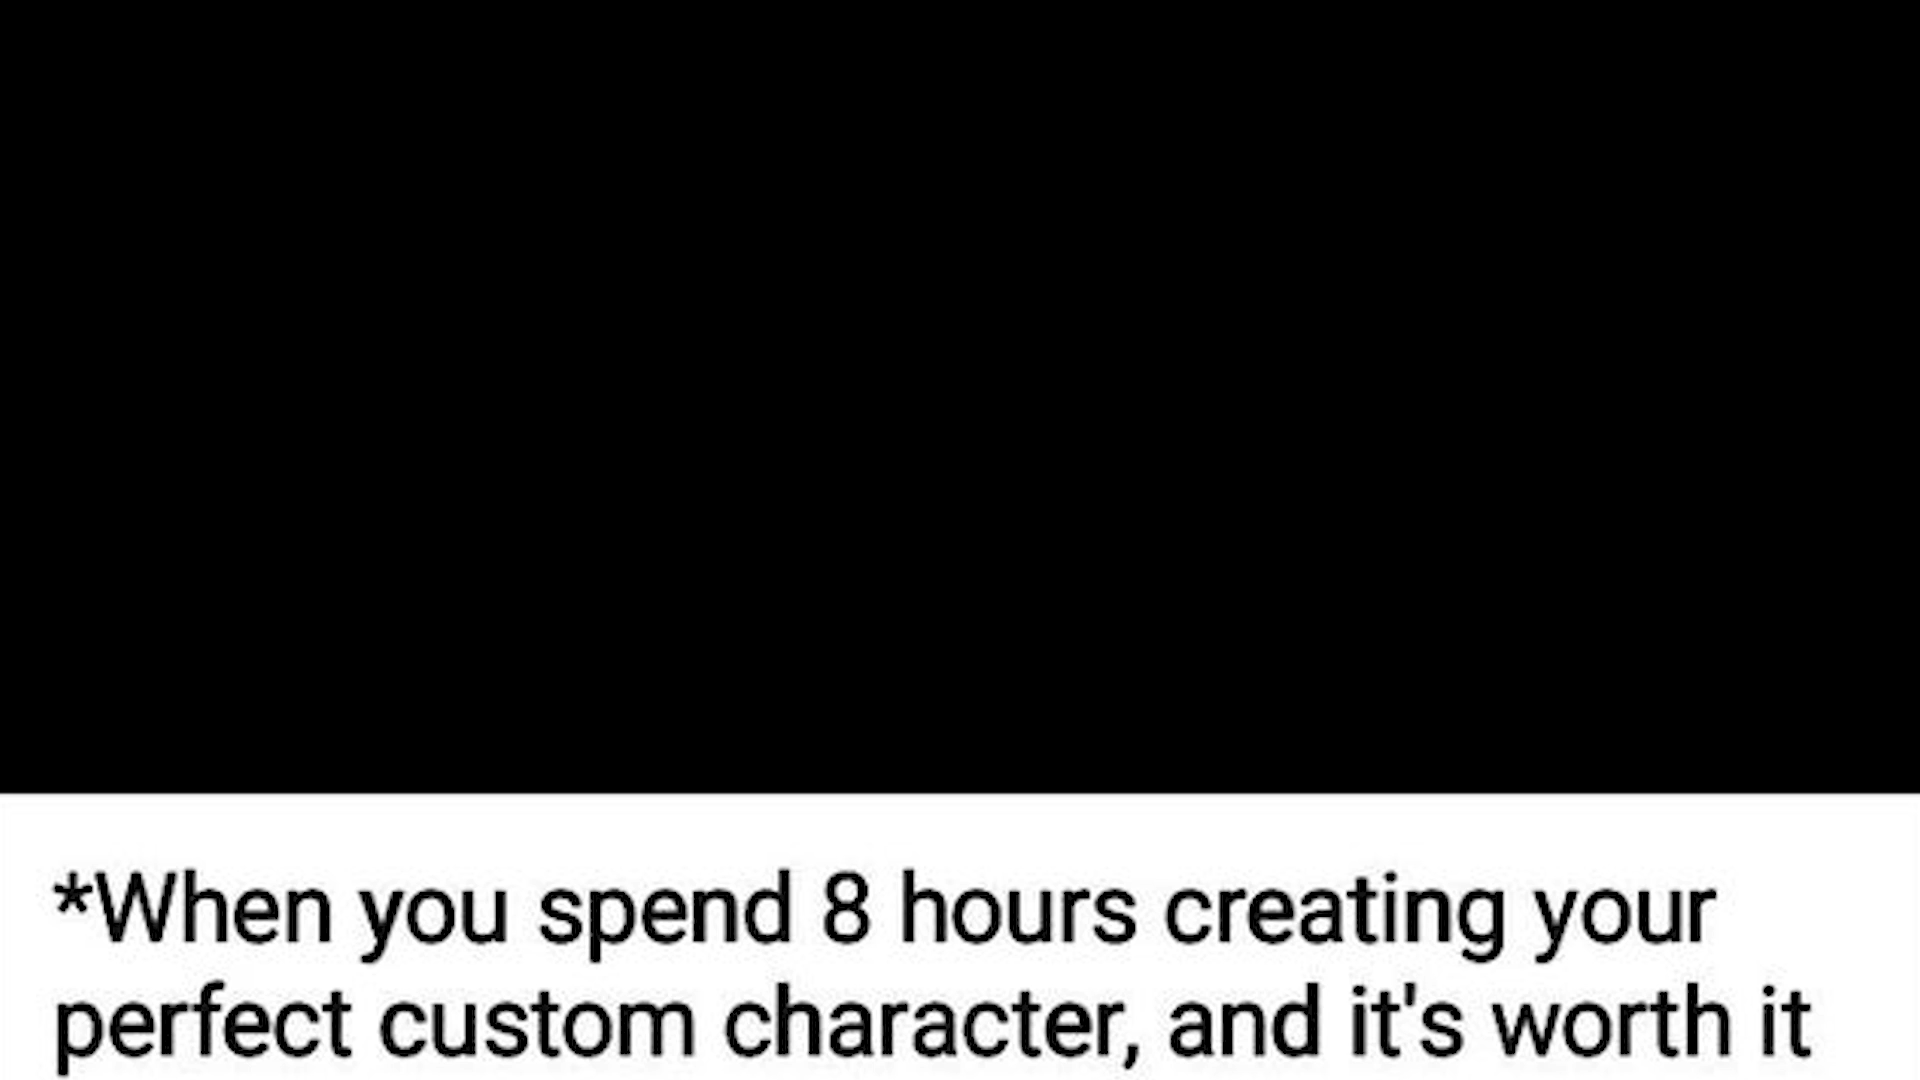 *When you spend 8 hours creating your
perfect custom character, and it's worth it